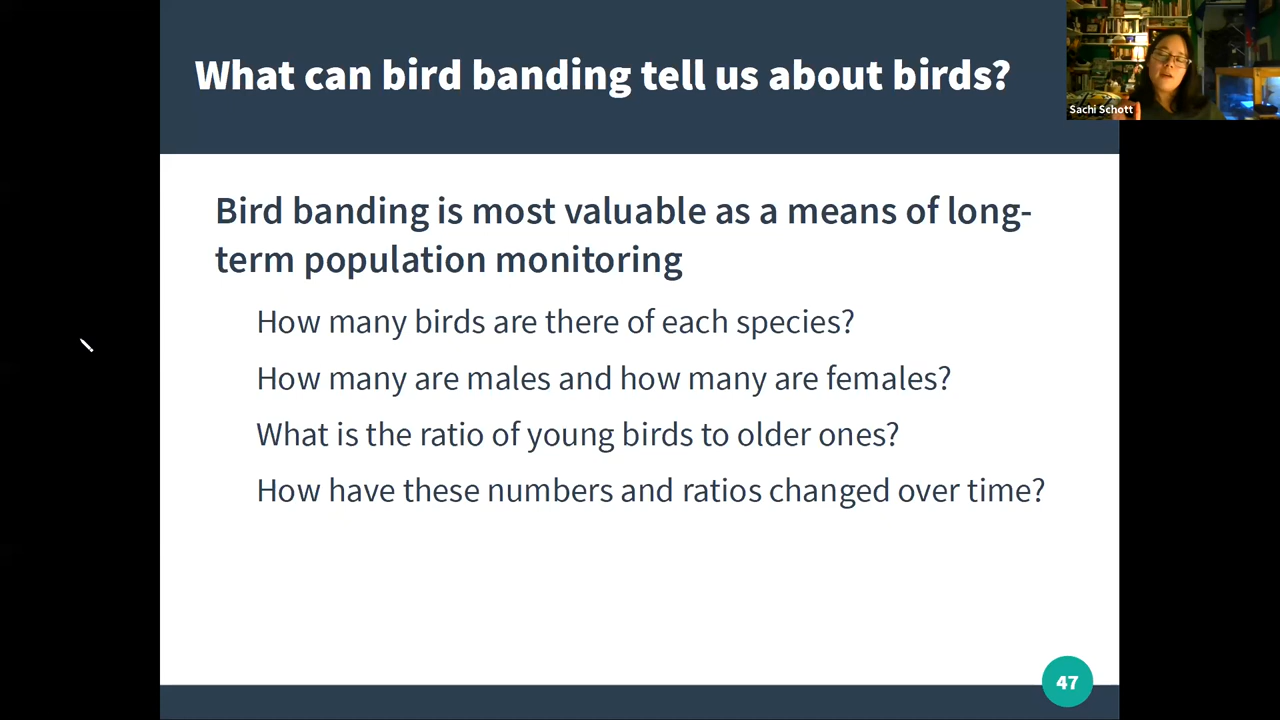 What can bird banding tell us about birds?
Sachi Schott
Bird banding is most valuable as a means of long-
term population monitoring
How many birds are there of each species?
How many are males and how many are females?
What is the ratio of young birds to older ones?
How have these numbers and ratios changed over time?
47